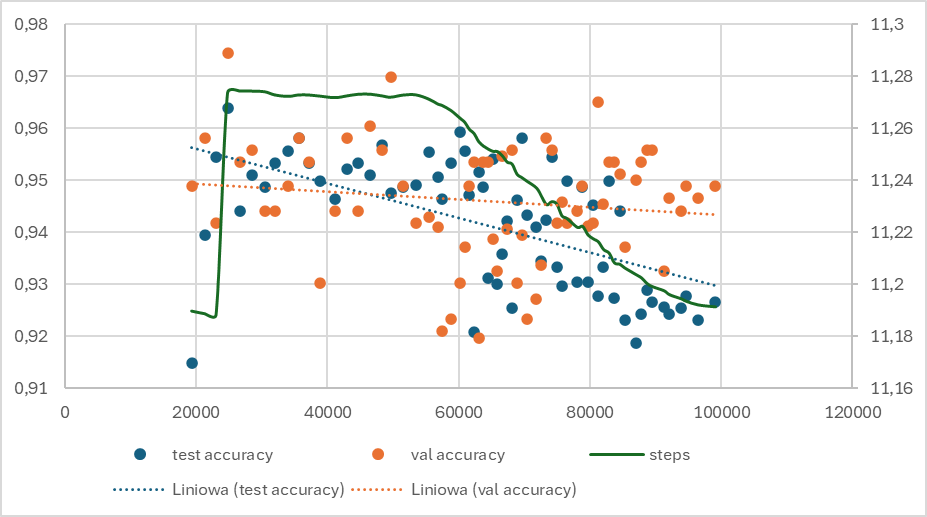 0,98 11,3
0,97 11,28
0,96 11,26
0,95 11,24
0,94 11,22
0,93 11,2
0,92 11,18
0,91 11,16
0 20000 40000 60000 80000 100000 120000
test accuracy val accuracy steps
Liniowa (test accuracy) Liniowa (val accuracy)